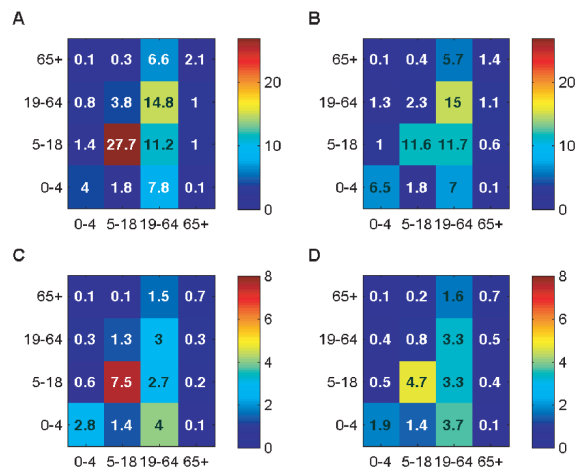 A B
65+ 0.1 0.3 6.6 2.1 20 65+ 0.1 0.4 5.7 1.4 20
19-64 0.8 3.8 14.8 1 19-64 1.3 2.3 15 1.1
10 10
5-18 1.4 27.7 11.2 1 5-18 1 11.6 11.7 0.6
0-4 4 1.8 7.8 0.1 0-4 6.5 1.8 7 0.1
0 0
0-4 5-18 19-64 65+ 0-4 5-18 19-64 65+
C D
8 8
65+ 0.1 0.1 1.5 0.7 65+ 0.1 0.2 1.6 0.7
6 6
19-64 0.3 1.3 3 0.3 19-64 0.4 0.8 3.3 0.5
4 4
5-18 0.6 7.5 2.7 0.2 5-18 0.5 4.7 3.3 0.4
2 2
0-4 2.8 1.4 4 0.1 0-4 1.9 1.4 3.7 0.1
0 0
0-4 5-18 19-64 65+ 0-4 5-18 19-64 65+